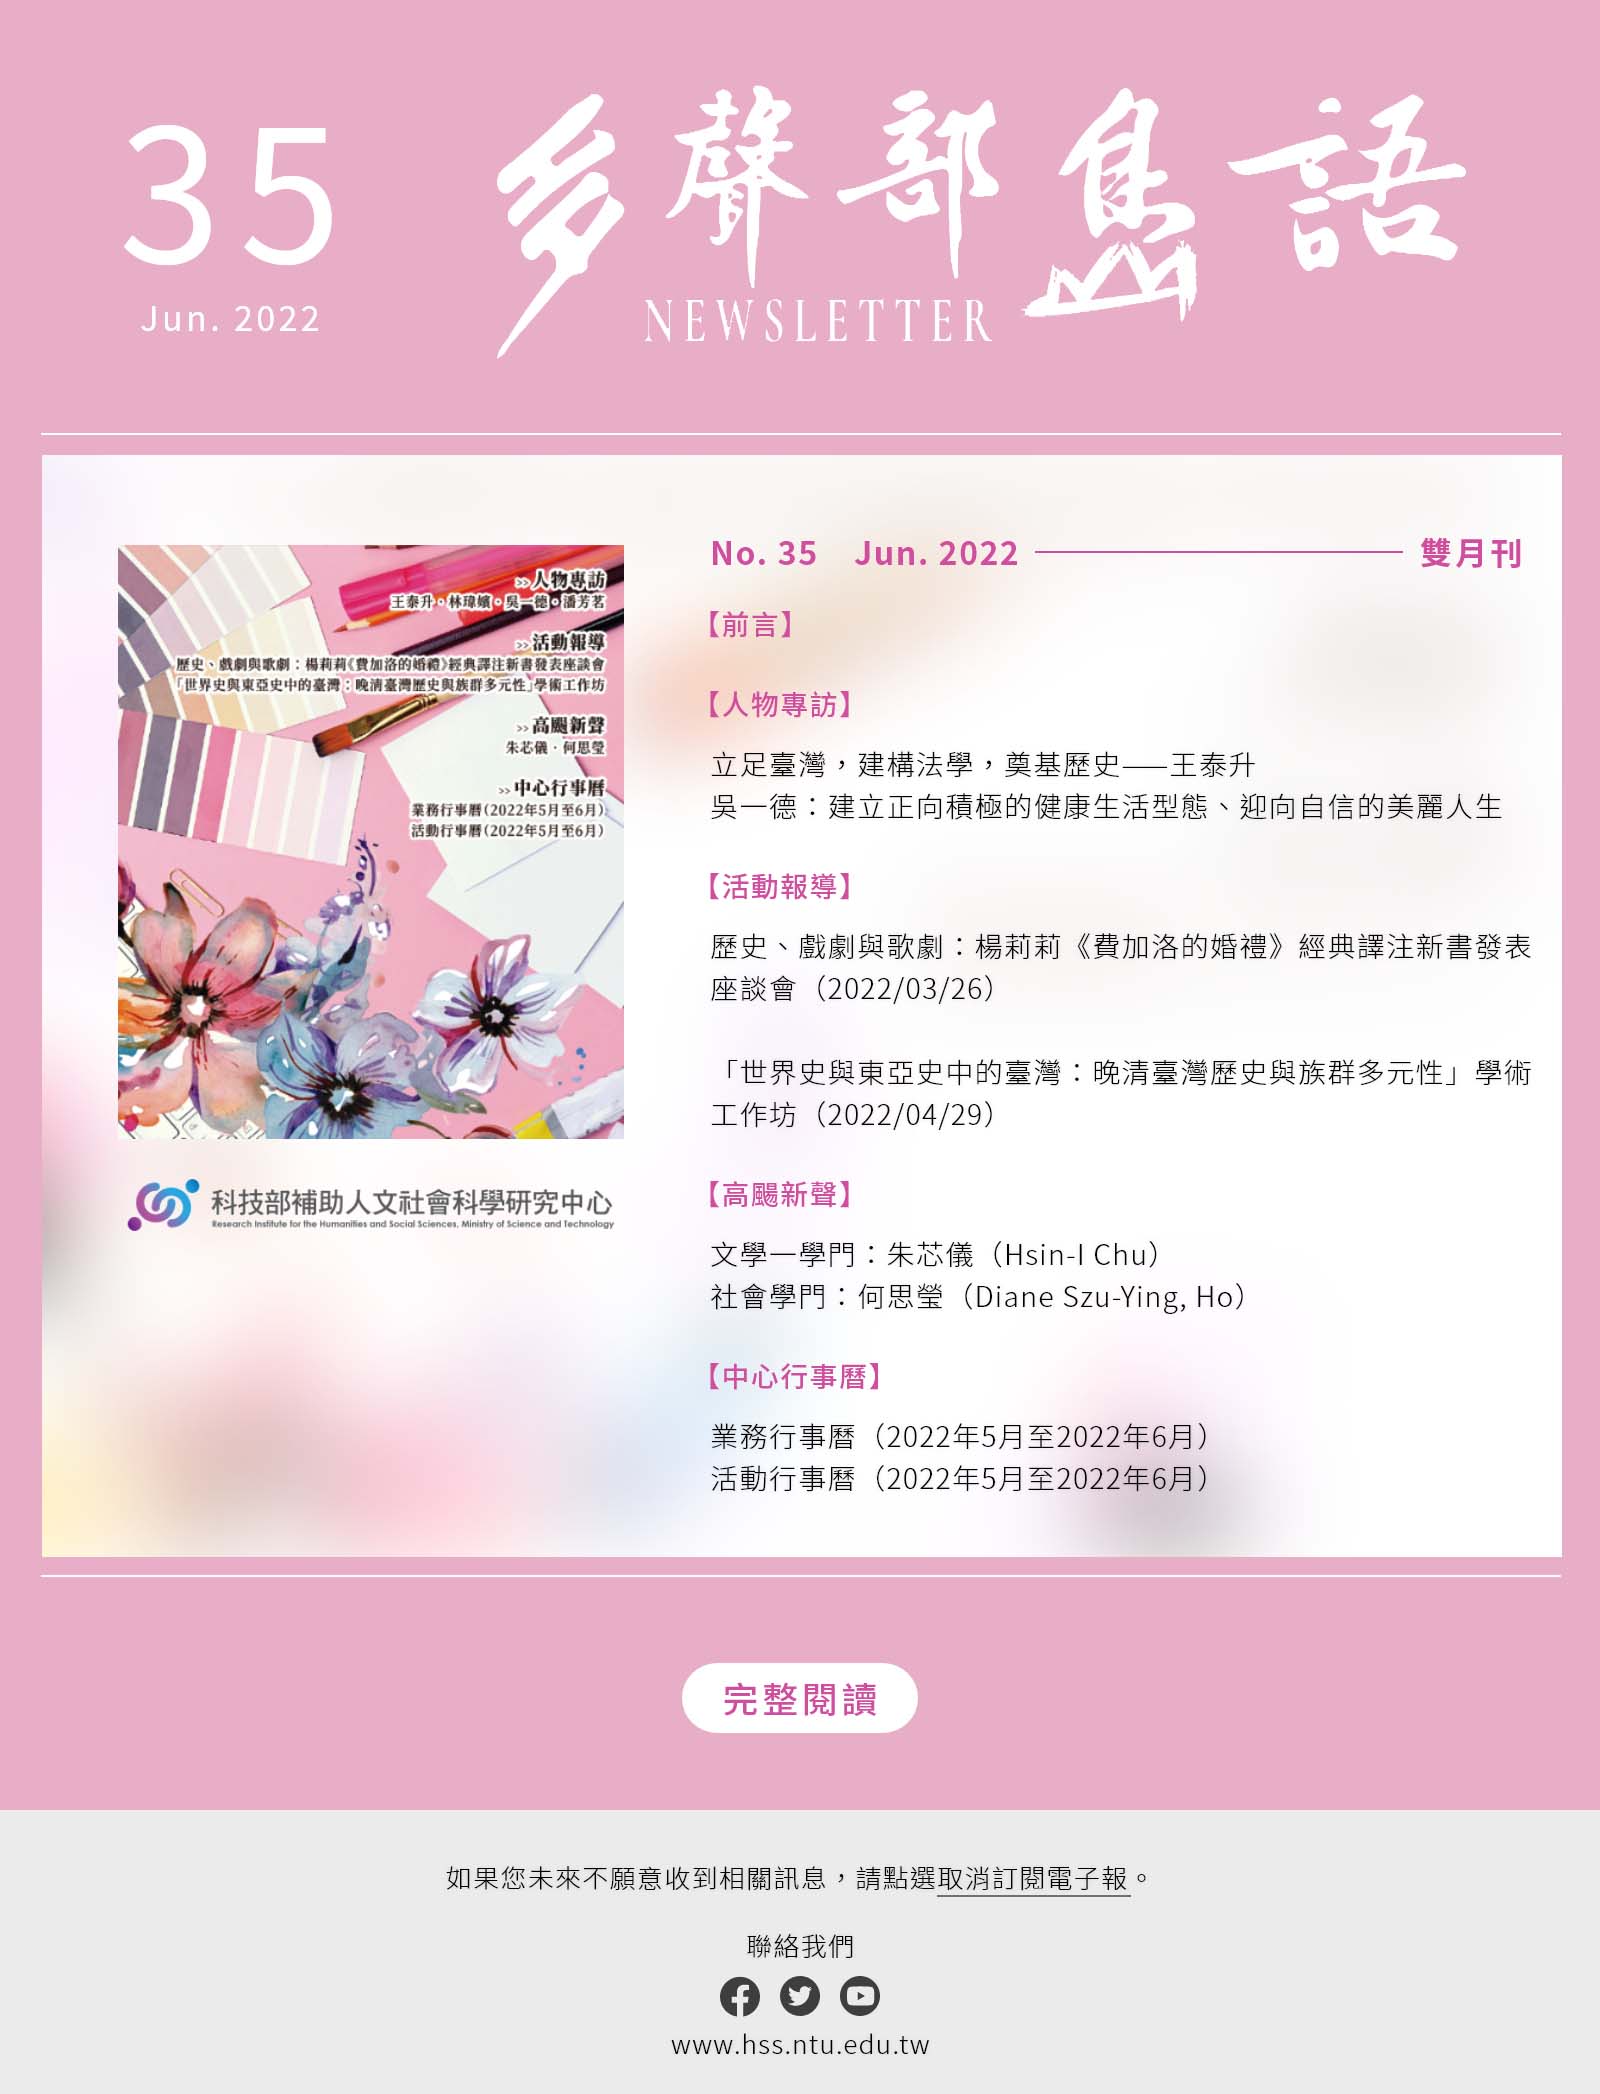 35
Jun. 2022
多聲部島語
NEWSLETTER
>> 人物專訪
王泰升・林瑋嬪・吳一德・潘芳茗
>> 活動報導
歷史、戲劇與歌劇：楊莉莉《費加洛的婚禮》經典譯注新書發表座談會
「世界史與東亞史中的臺灣：晚清臺灣歷史與族群多元性」學術工作坊
>> 高颺新聲
朱芯儀・何思瑩
>> 中心行事曆
業務行事曆（2022年5月至6月）
活動行事曆（2022年5月至6月）
科技部補助人文社會科學研究中心
Research Institute for the Humanities and Social Sciences, Ministry of Science and Technology
No. 35 Jun. 2022 雙月刊
【前言】
【人物專訪】
立足臺灣，建構法學，奠基歷史——王泰升
吳一德：建立正向積極的健康生活型態、迎向自信的美麗人生
【活動報導】
歷史、戲劇與歌劇：楊莉莉《費加洛的婚禮》經典譯注新書發表
座談會（2022/03/26）
「世界史與東亞史中的臺灣：晚清臺灣歷史與族群多元性」學術
工作坊（2022/04/29）
【高颺新聲】
文學一學門：朱芯儀（Hsin-I Chu）
社會學門：何思瑩（Diane Szu-Ying, Ho）
【中心行事曆】
業務行事曆（2022年5月至2022年6月）
活動行事曆（2022年5月至2022年6月）
完整閱讀
如果您未來不願意收到相關訊息，請點選取消訂閱電子報。
聯絡我們
www.hss.ntu.edu.tw